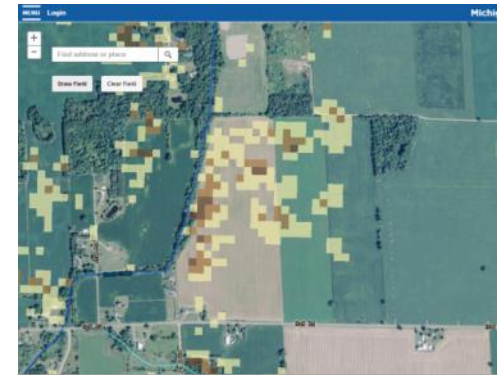 MENU Login Michi
+
−
Find address or place
Draw Field Clear Field